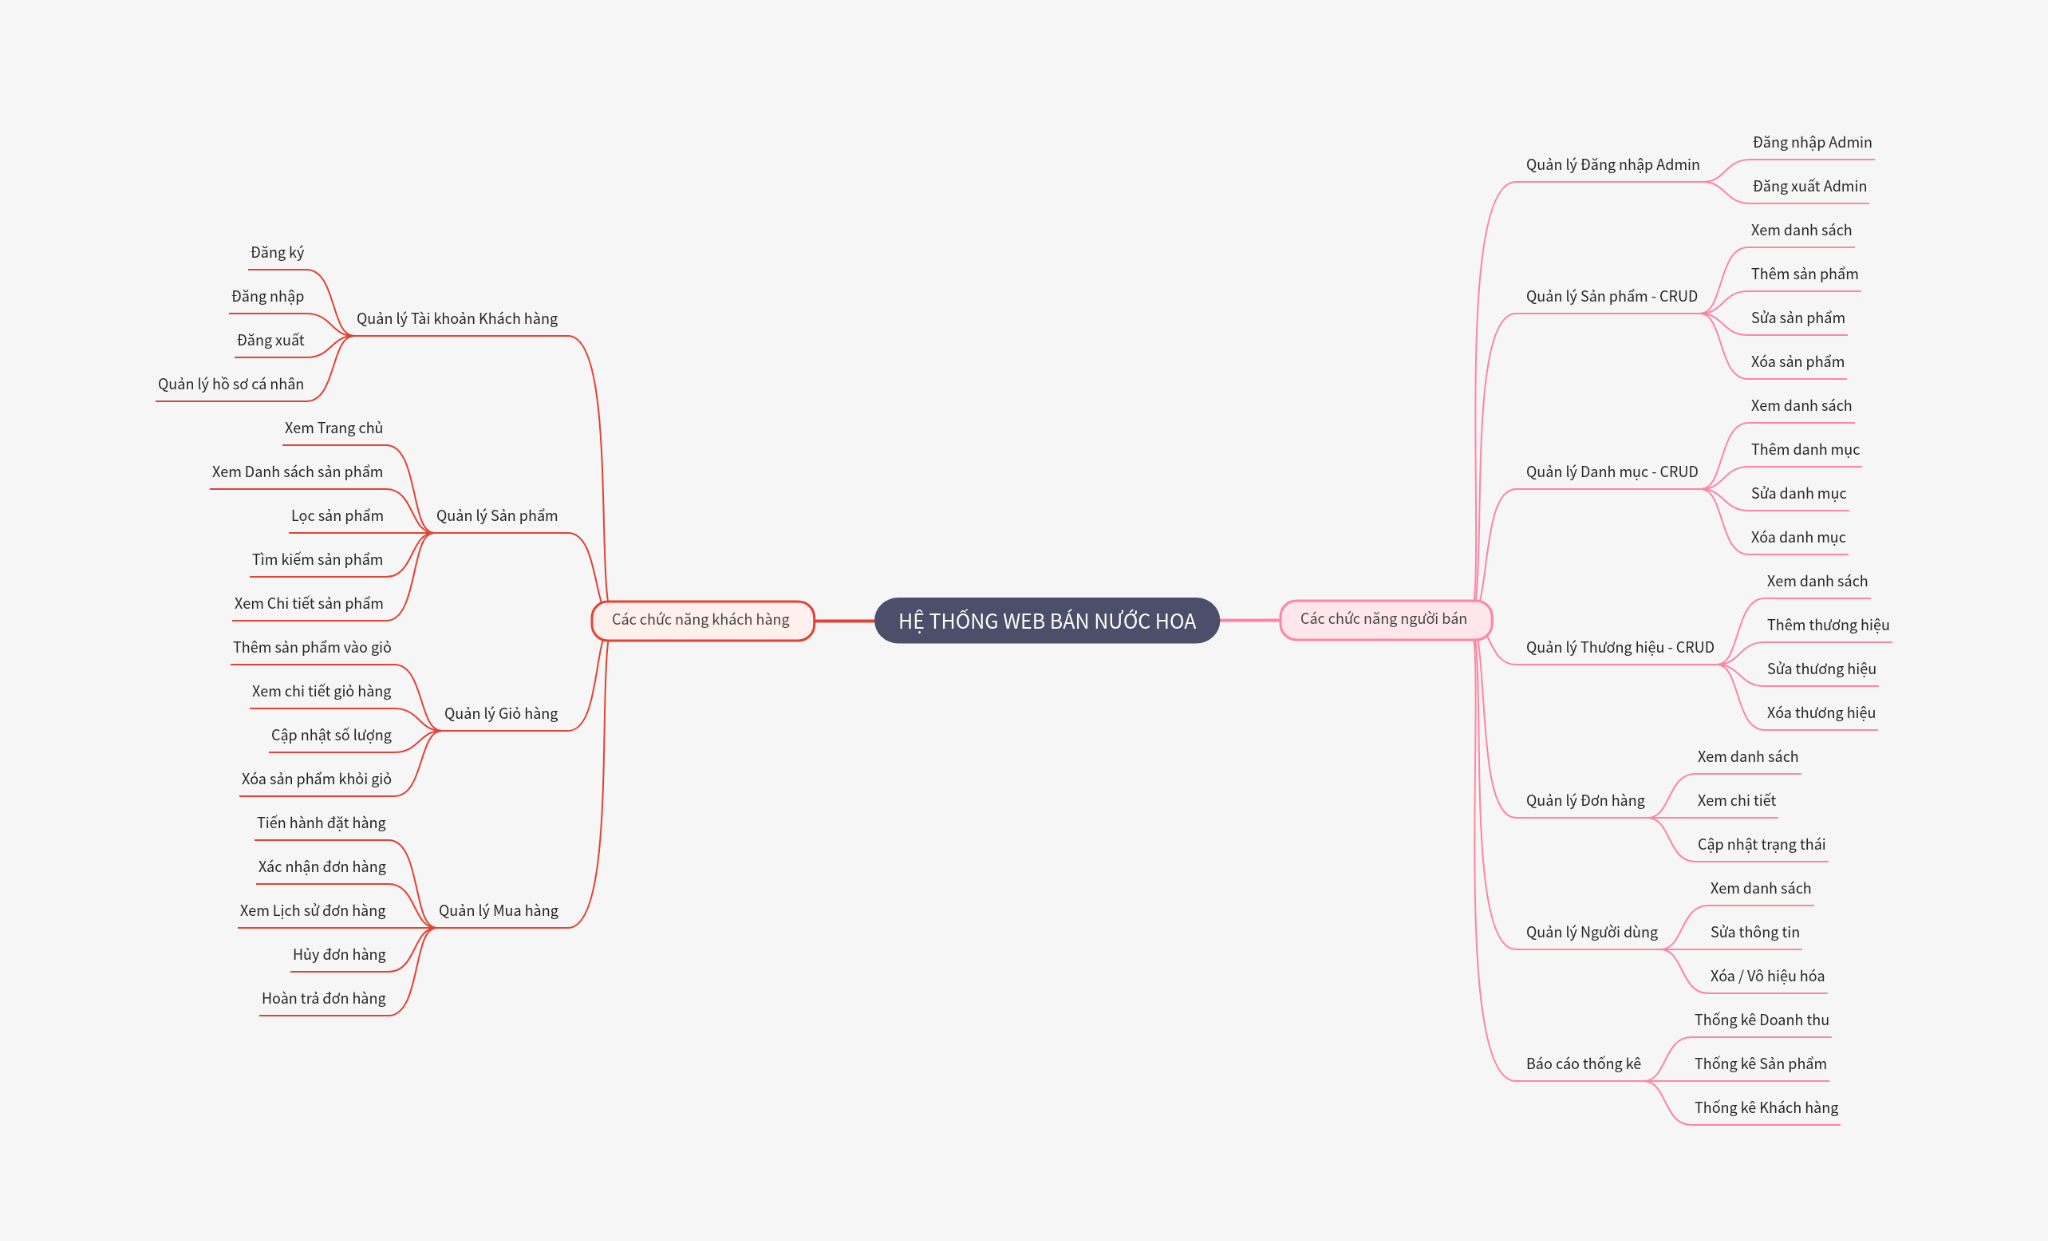 HỆ THỐNG WEB BÁN NƯỚC HOA
Các chức năng khách hàng
Quản lý Tài khoản Khách hàng
Đăng ký
Đăng nhập
Đăng xuất
Quản lý hồ sơ cá nhân
Quản lý Sản phẩm
Xem Trang chủ
Xem Danh sách sản phẩm
Lọc sản phẩm
Tìm kiếm sản phẩm
Xem Chi tiết sản phẩm
Quản lý Giỏ hàng
Thêm sản phẩm vào giỏ
Xem chi tiết giỏ hàng
Cập nhật số lượng
Xóa sản phẩm khỏi giỏ
Quản lý Mua hàng
Tiến hành đặt hàng
Xác nhận đơn hàng
Xem Lịch sử đơn hàng
Hủy đơn hàng
Hoàn trả đơn hàng
Các chức năng người bán
Quản lý Đăng nhập Admin
Đăng nhập Admin
Đăng xuất Admin
Quản lý Sản phẩm - CRUD
Xem danh sách
Thêm sản phẩm
Sửa sản phẩm
Xóa sản phẩm
Quản lý Danh mục - CRUD
Xem danh sách
Thêm danh mục
Sửa danh mục
Xóa danh mục
Quản lý Thương hiệu - CRUD
Xem danh sách
Thêm thương hiệu
Sửa thương hiệu
Xóa thương hiệu
Quản lý Đơn hàng
Xem danh sách
Xem chi tiết
Cập nhật trạng thái
Quản lý Người dùng
Xem danh sách
Sửa thông tin
Xóa / Vô hiệu hóa
Báo cáo thống kê
Thống kê Doanh thu
Thống kê Sản phẩm
Thống kê Khách hàng